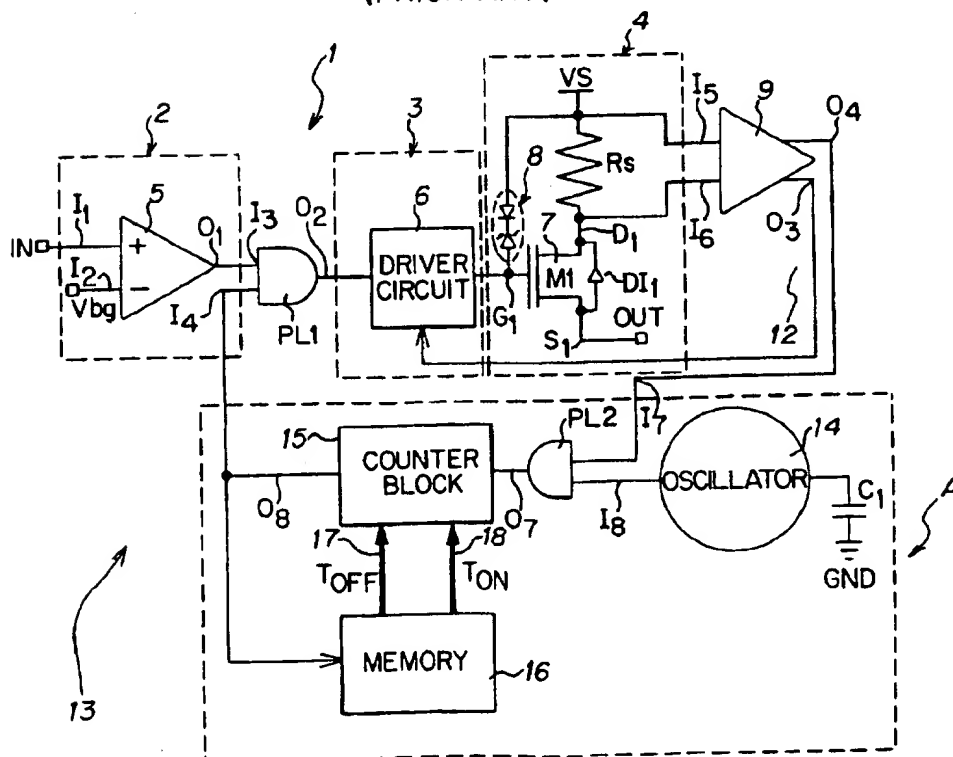 1
4
VS
I5
9
O4
2
3
8
Rs
I1
5
O1
I3
O2
6
IN
+
I6
O3
I2
−
DRIVER
CIRCUIT
7
D1
M1
DI1
Vbg
I4
PL1
G1
OUT
12
S1
PL2
I7
14
15
COUNTER
BLOCK
OSCILLATOR
C1
A
O8
O7
I8
17
18
GND
TOFF
TON
MEMORY
16
13